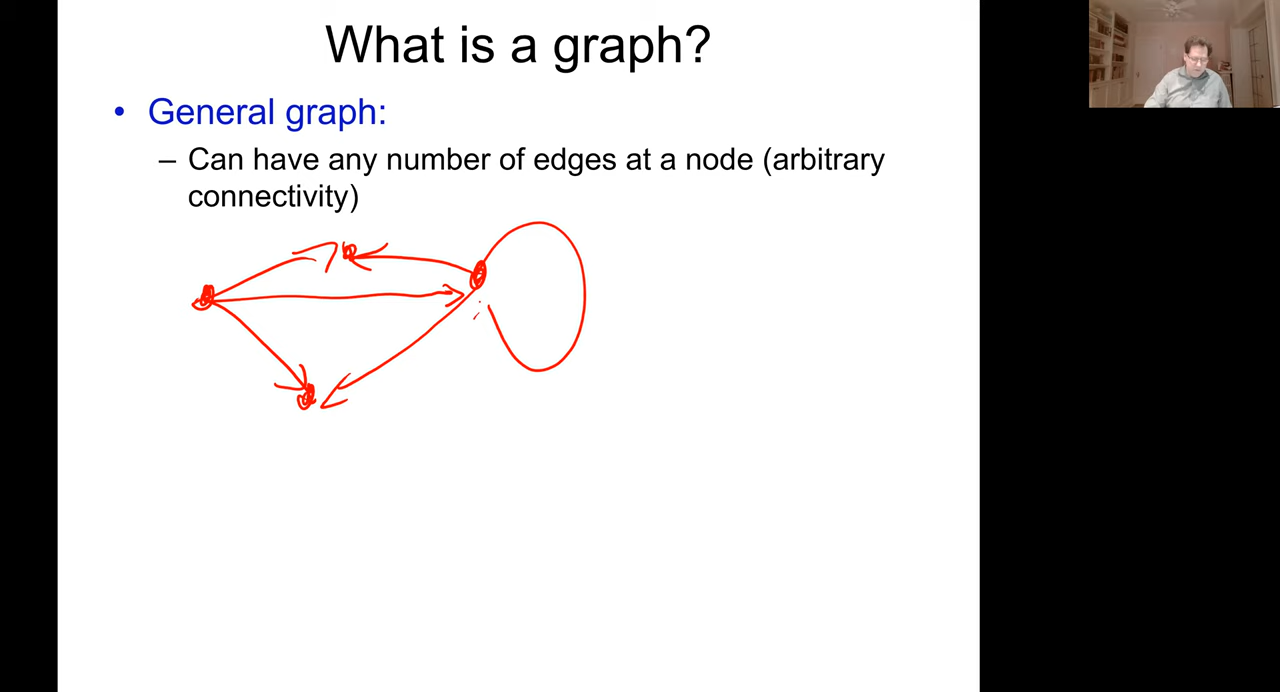 What is a graph?
• General graph:
– Can have any number of edges at a node (arbitrary
connectivity)